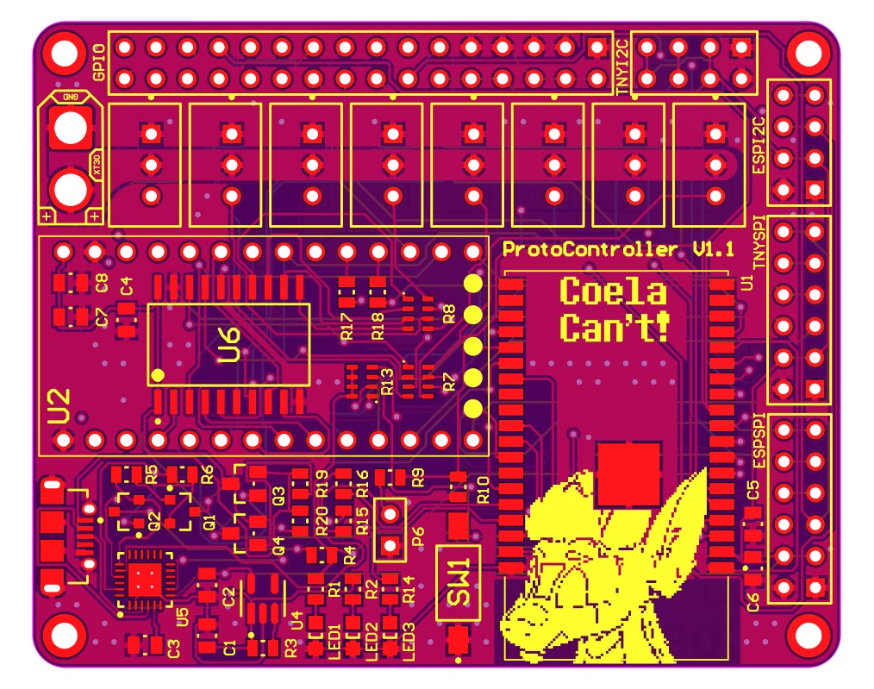 GPIO
TNYI2C
GND
XT30
ESPI2C
ProtoController V1.1
TNYSPI
U1
Coela
Can't!
C8
C4
C7
R17
R18
R8
U6
R13
R7
U2
ESPSPI
R5
R6
Q3
R19
R16
R9
R10
C5
Q2
Q1
R20
R15
P6
Q4
R4
SW1
U5
C2
R1
R2
R14
C6
U4
C3
C1
R3
LED1
LED2
LED3